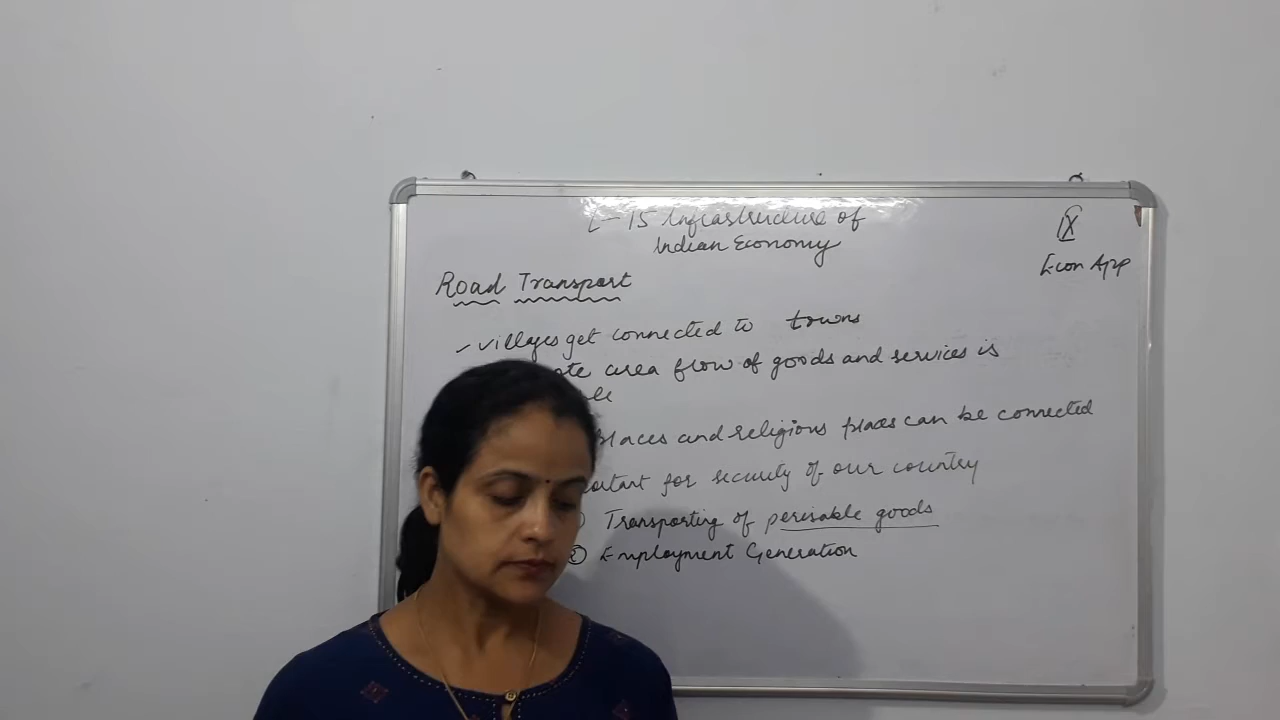 L-15 Infrastructure of
Indian Economy
IX
Econ App
Road Transport
villages get connected to towns
area flow of goods and services is
places and religious places can be connected
for security of our country
Transporting of perisable goods
② Employment Generation